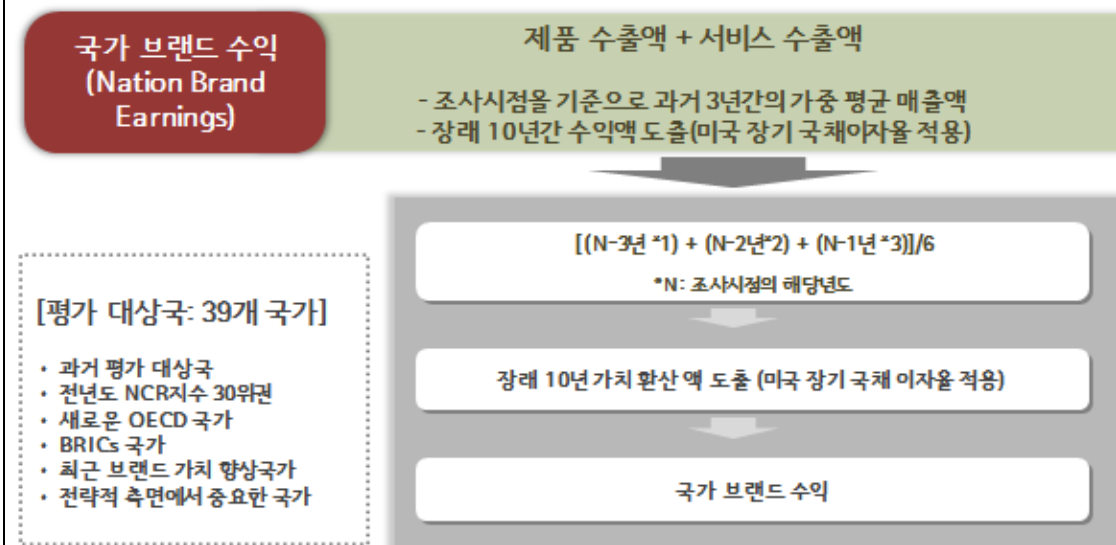 국가 브랜드 수익
(Nation Brand
Earnings)
제품 수출액 + 서비스 수출액
- 조사시점을 기준으로 과거 3년간의 가중 평균 매출액
- 장래 10년간 수익액 도출(미국 장기 국채이자율 적용)
[(N-3년 *1) + (N-2년*2) + (N-1년 *3)]/6
*N: 조사시점의 해당년도
장래 10년 가치 환산 액 도출 (미국 장기 국채 이자율 적용)
국가 브랜드 수익
[평가 대상국: 39개 국가]
• 과거 평가 대상국
• 전년도 NCR지수 30위권
• 새로운 OECD 국가
• BRICs 국가
• 최근 브랜드 가치 향상국가
• 전략적 측면에서 중요한 국가